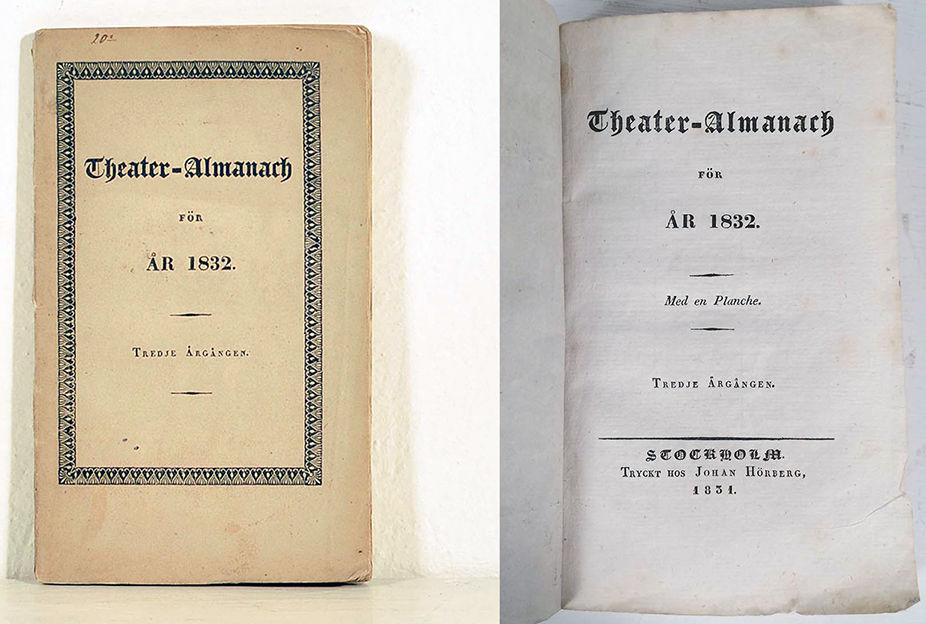 Theater-Almanach
FÖR
ÅR 1832.
TREDJE ÅRGÅNGEN.
Theater-Almanach
FÖR
ÅR 1832.
Med en Planche.
TREDJE ÅRGÅNGEN.
STOCKHOLM.
TRYCKT HOS JOHAN HÖRBERG,
1831.